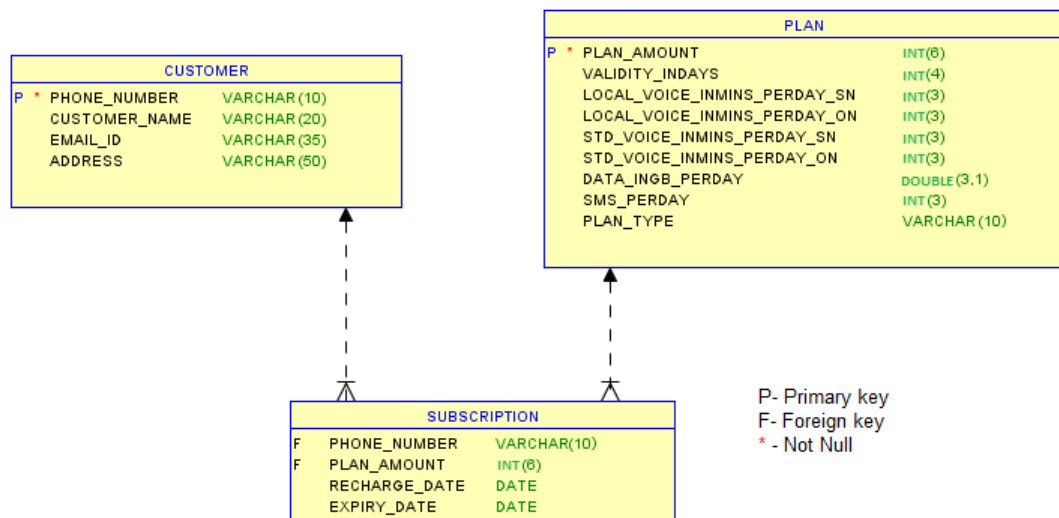 CUSTOMER
P * PHONE_NUMBER VARCHAR(10)
CUSTOMER_NAME VARCHAR(20)
EMAIL_ID VARCHAR(35)
ADDRESS VARCHAR(50)
PLAN
P * PLAN_AMOUNT INT(6)
VALIDITY_INDAYS INT(4)
LOCAL_VOICE_INMINS_PERDAY_SN INT(3)
LOCAL_VOICE_INMINS_PERDAY_ON INT(3)
STD_VOICE_INMINS_PERDAY_SN INT(3)
STD_VOICE_INMINS_PERDAY_ON INT(3)
DATA_INGB_PERDAY DOUBLE(3,1)
SMS_PERDAY INT(3)
PLAN_TYPE VARCHAR(10)
SUBSCRIPTION
F PHONE_NUMBER VARCHAR(10)
F PLAN_AMOUNT INT(6)
RECHARGE_DATE DATE
EXPIRY_DATE DATE
P- Primary key
F- Foreign key
* - Not Null